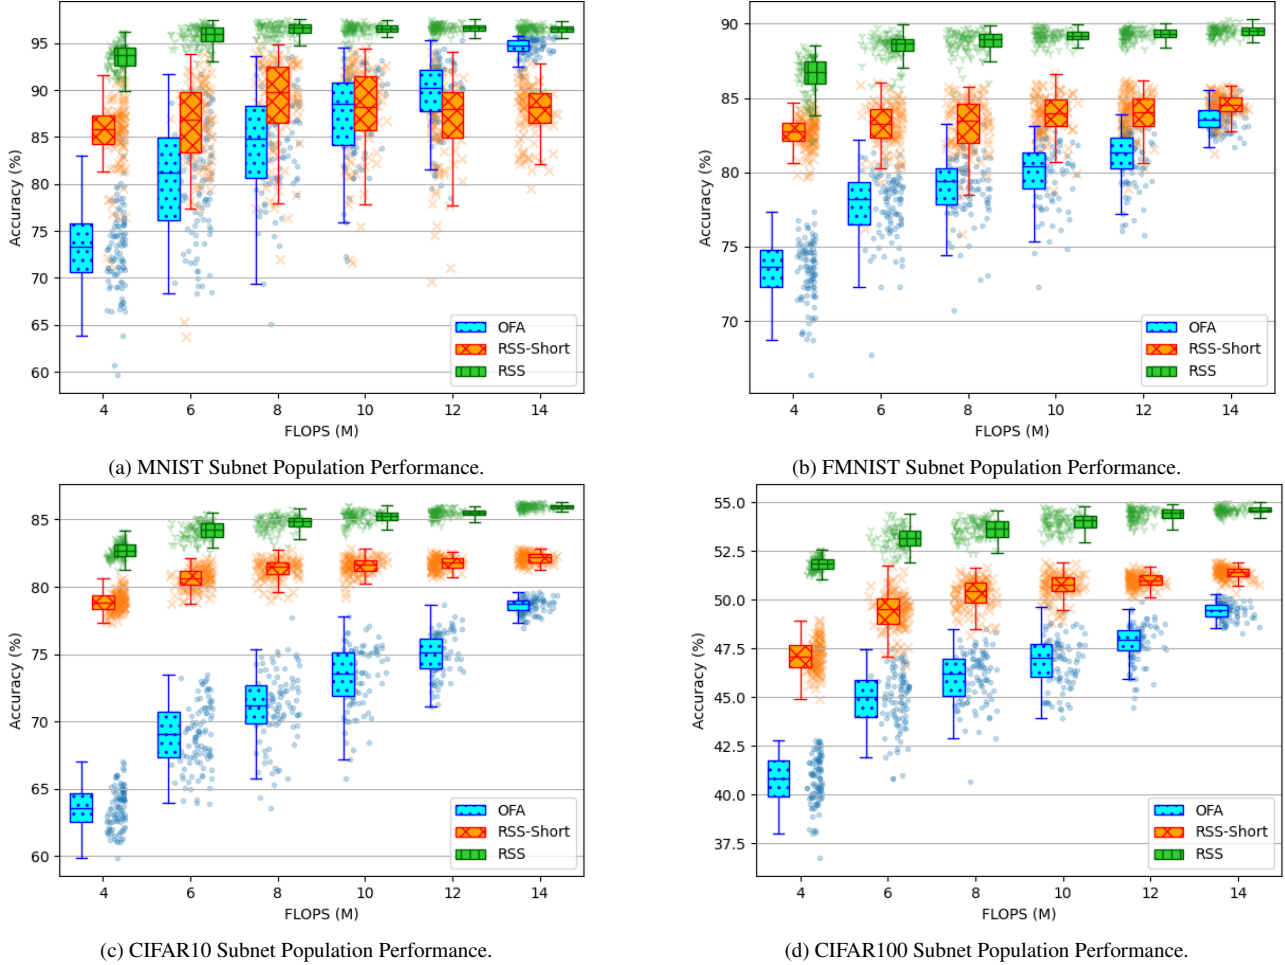 95
90
85
80
75
70
65
60
Accuracy (%)
4 6 8 10 12 14
FLOPS (M)
OFA
RSS-Short
RSS
(a) MNIST Subnet Population Performance.
90
85
80
75
70
Accuracy (%)
4 6 8 10 12 14
FLOPS (M)
OFA
RSS-Short
RSS
(b) FMNIST Subnet Population Performance.
85
80
75
70
65
60
Accuracy (%)
4 6 8 10 12 14
FLOPS (M)
OFA
RSS-Short
RSS
(c) CIFAR10 Subnet Population Performance.
55.0
52.5
50.0
47.5
45.0
42.5
40.0
37.5
Accuracy (%)
4 6 8 10 12 14
FLOPS (M)
OFA
RSS-Short
RSS
(d) CIFAR100 Subnet Population Performance.